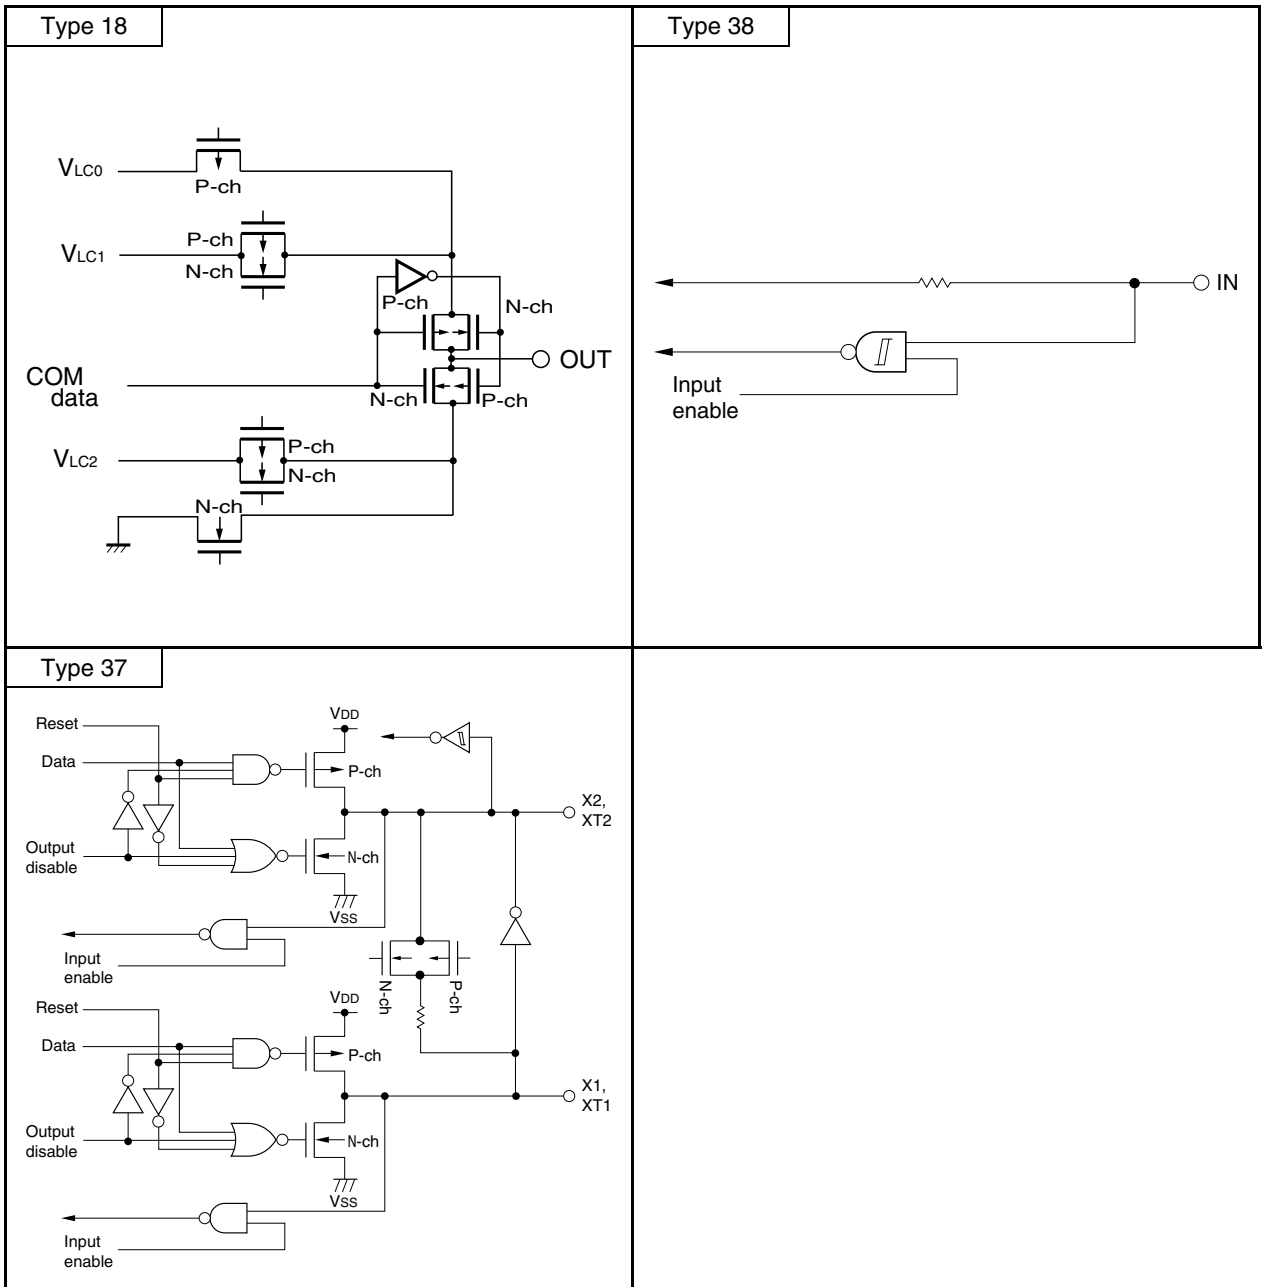 Type 18
VLC0
P-ch
VLC1
P-ch
N-ch
P-ch
N-ch
COM
data
OUT
N-ch
P-ch
VLC2
P-ch
N-ch
N-ch
Type 38
IN
Input
enable
Type 37
Reset
Data
VDD
P-ch
X2,
XT2
Output
disable
N-ch
VSS
Input
enable
N-ch
P-ch
Reset
Data
VDD
P-ch
X1,
XT1
Output
disable
N-ch
VSS
Input
enable